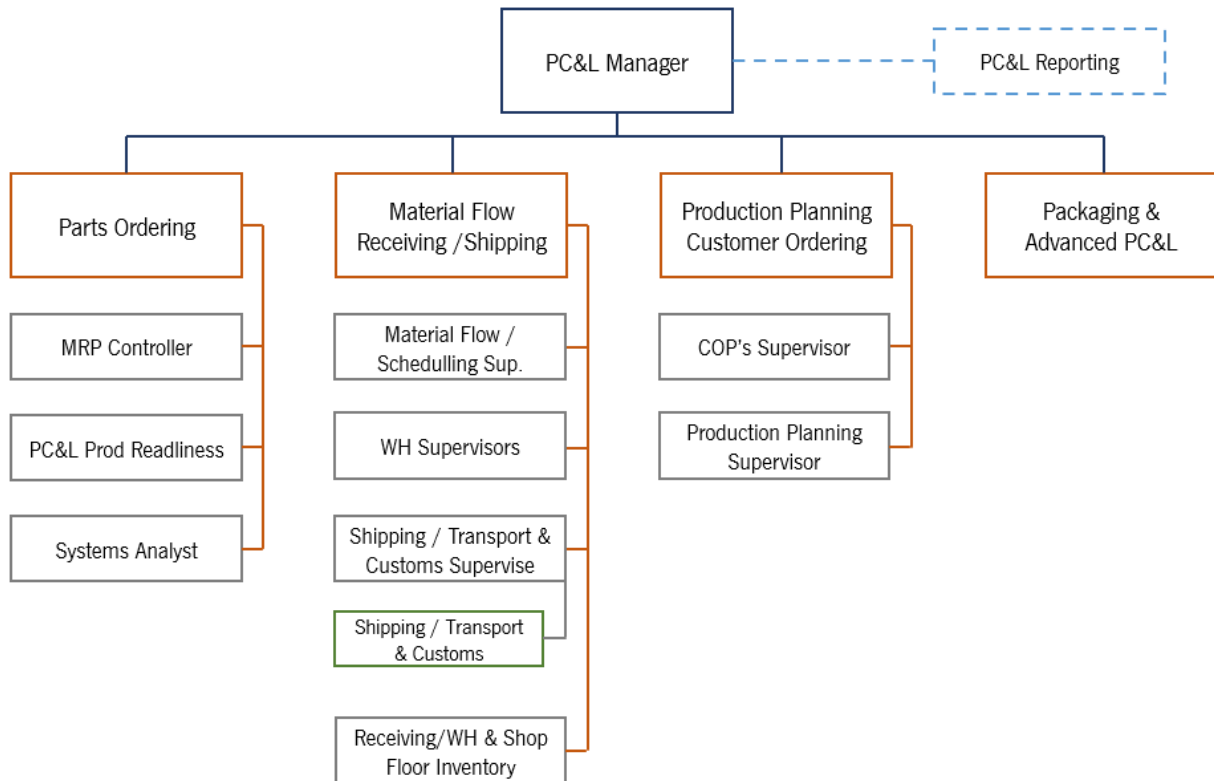 PC&L Manager
PC&L Reporting
Parts Ordering
Material Flow
Receiving /Shipping
Production Planning
Customer Ordering
Packaging &
Advanced PC&L
MRP Controller
Material Flow /
Schedulling Sup.
COP's Supervisor
PC&L Prod Readliness
WH Supervisors
Production Planning
Supervisor
Systems Analyst
Shipping / Transport &
Customs Supervise
Shipping / Transport
& Customs
Receiving/WH & Shop
Floor Inventory